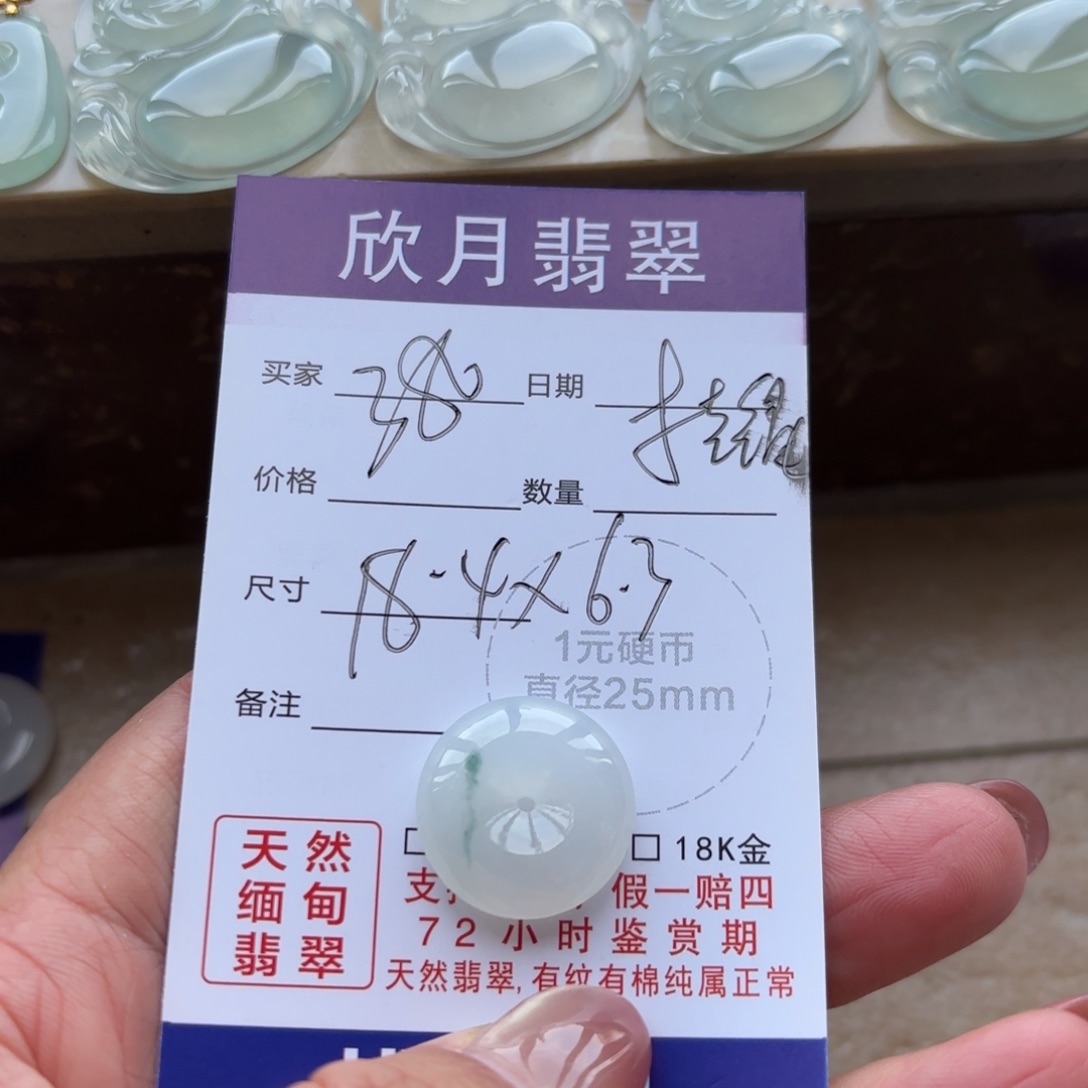 欣月翡翠
买家 380 日期
价格 数量
尺寸 18.4x6.3
1元硬币
直径25mm
备注
天然
缅甸
翡翠
18K金
支 假一赔四
72小时鉴赏期
天然翡翠,有纹有棉纯属正常